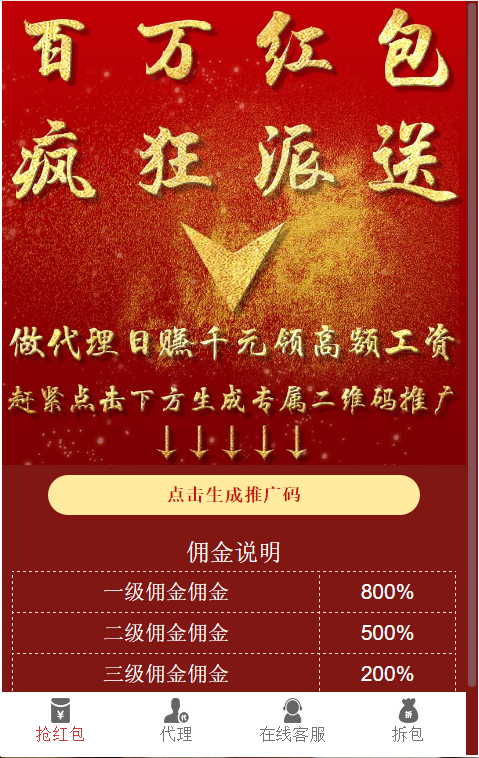 百万红包
疯狂派送
做代理日赚千元领高额工资
赶紧点击下方生成专属二维码推广
↓↓↓↓↓
点击生成推广码
佣金说明
一级佣金佣金 800%
二级佣金佣金 500%
三级佣金佣金 200%
¥ 代 拆
抢红包 代理 在线客服 拆包